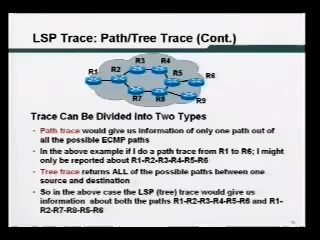 LSP Trace: Path/Tree Trace (Cont.)
R3 R4
R1 R2 R5 R6
R7 R8 R9
Trace Can Be Divided into Two Types
• Path trace would give us information of only one path out of
all the possible ECMP paths
• In the above example if I do a path trace from R1 to R6; I might
only be reported about R1-R2-R3-R4-R5-R6
• Tree trace returns ALL of the possible paths between one
source and destination
• So in the above case the LSP (tree) trace would give us
information about both the paths R1-R2-R3-R4-R5-R6 and R1-
R2-R7-R8-R5-R6